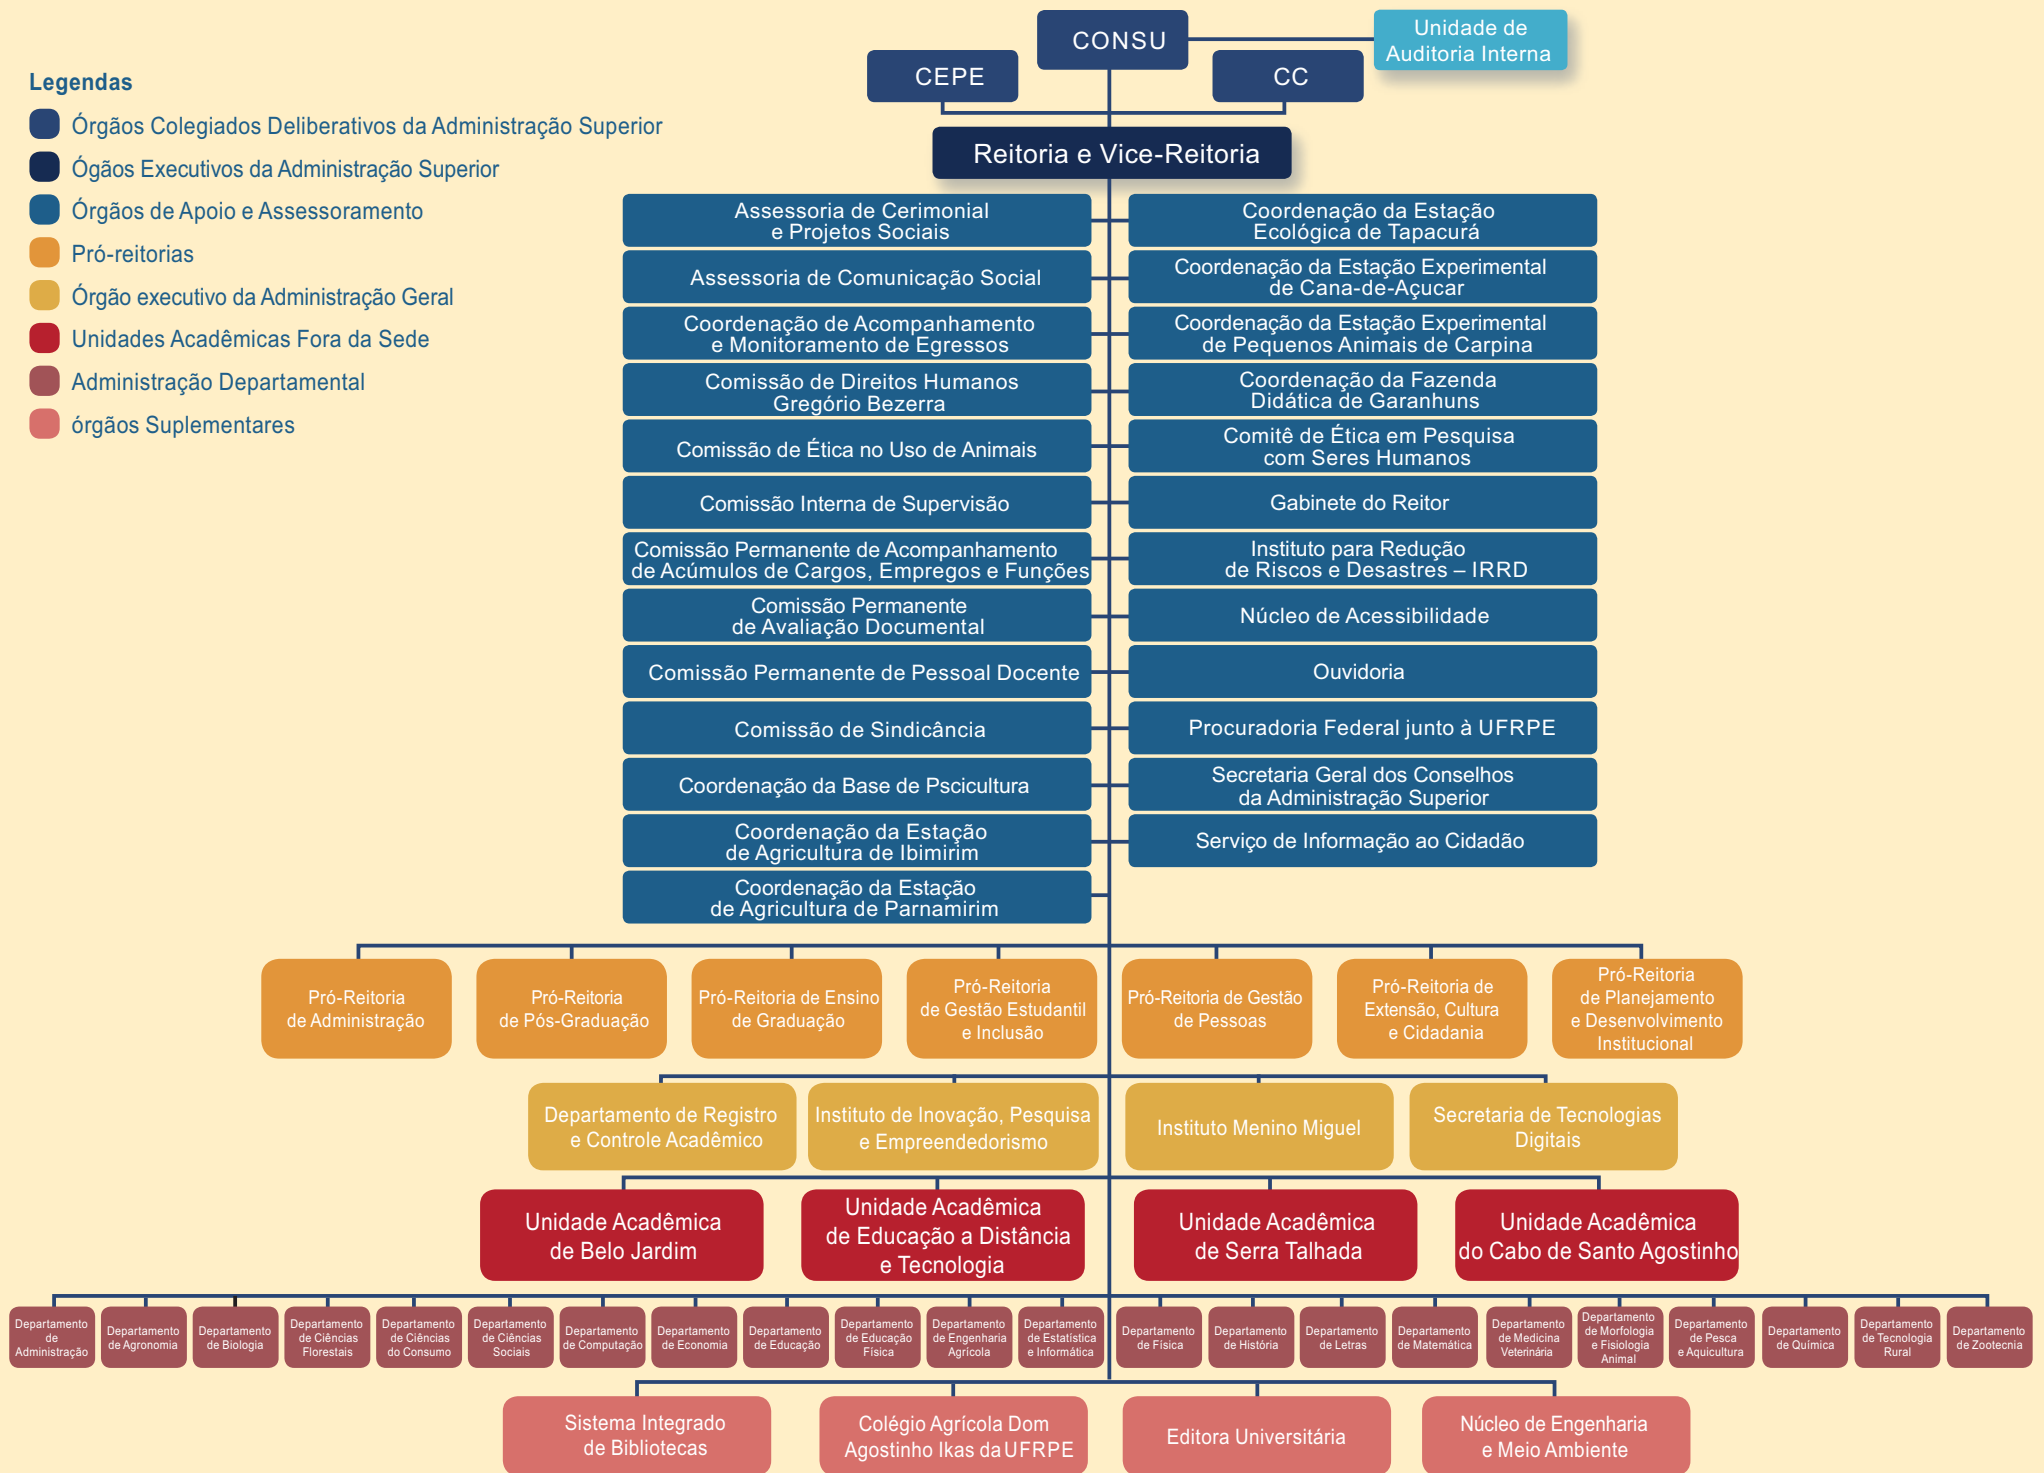 CONSU
Unidade de
Auditoria Interna
CEPE
CC
Reitoria e Vice-Reitoria
Legendas
Órgãos Colegiados Deliberativos da Administração Superior
Ógãos Executivos da Administração Superior
Órgãos de Apoio e Assessoramento
Pró-reitorias
Órgão executivo da Administração Geral
Unidades Acadêmicas Fora da Sede
Administração Departamental
órgãos Suplementares
Assessoria de Cerimonial
e Projetos Sociais
Coordenação da Estação
Ecológica de Tapacurá
Assessoria de Comunicação Social
Coordenação da Estação Experimental
de Cana-de-Açucar
Coordenação de Acompanhamento
e Monitoramento de Egressos
Coordenação da Estação Experimental
de Pequenos Animais de Carpina
Comissão de Direitos Humanos
Gregório Bezerra
Coordenação da Fazenda
Didática de Garanhuns
Comissão de Ética no Uso de Animais
Comitê de Ética em Pesquisa
com Seres Humanos
Comissão Interna de Supervisão
Gabinete do Reitor
Comissão Permanente de Acompanhamento
de Acúmulos de Cargos, Empregos e Funções
Instituto para Redução
de Riscos e Desastres – IRRD
Comissão Permanente
de Avaliação Documental
Núcleo de Acessibilidade
Comissão Permanente de Pessoal Docente
Ouvidoria
Comissão de Sindicância
Procuradoria Federal junto à UFRPE
Coordenação da Base de Pscicultura
Secretaria Geral dos Conselhos
da Administração Superior
Coordenação da Estação
de Agricultura de Ibimirim
Serviço de Informação ao Cidadão
Coordenação da Estação
de Agricultura de Parnamirim
Pró-Reitoria
de Administração
Pró-Reitoria
de Pós-Graduação
Pró-Reitoria de Ensino
de Graduação
Pró-Reitoria
de Gestão Estudantil
e Inclusão
Pró-Reitoria de Gestão
de Pessoas
Pró-Reitoria de
Extensão, Cultura
e Cidadania
Pró-Reitoria
de Planejamento
e Desenvolvimento
Institucional
Departamento de Registro
e Controle Acadêmico
Instituto de Inovação, Pesquisa
e Empreendedorismo
Instituto Menino Miguel
Secretaria de Tecnologias
Digitais
Unidade Acadêmica
de Belo Jardim
Unidade Acadêmica
de Educação a Distância
e Tecnologia
Unidade Acadêmica
de Serra Talhada
Unidade Acadêmica
do Cabo de Santo Agostinho
Departamento
de
Administração
Departamento
de Agronomia
Departamento
de Biologia
Departamento
de Ciências
Florestais
Departamento
de Ciências
do Consumo
Departamento
de Ciências
Sociais
Departamento
de Computação
Departamento
de Economia
Departamento
de Educação
Departamento
de Educação
Física
Departamento
de Engenharia
Agrícola
Departamento
de Estatística
e Informática
Departamento
de Física
Departamento
de História
Departamento
de Letras
Departamento
de Matemática
Departamento
de Medicina
Veterinária
Departamento
de Morfologia
e Fisiologia
Animal
Departamento
de Pesca
e Aquicultura
Departamento
de Química
Departamento
de Tecnologia
Rural
Departamento
de Zootecnia
Sistema Integrado
de Bibliotecas
Colégio Agrícola Dom
Agostinho Ikas da UFRPE
Editora Universitária
Núcleo de Engenharia
e Meio Ambiente